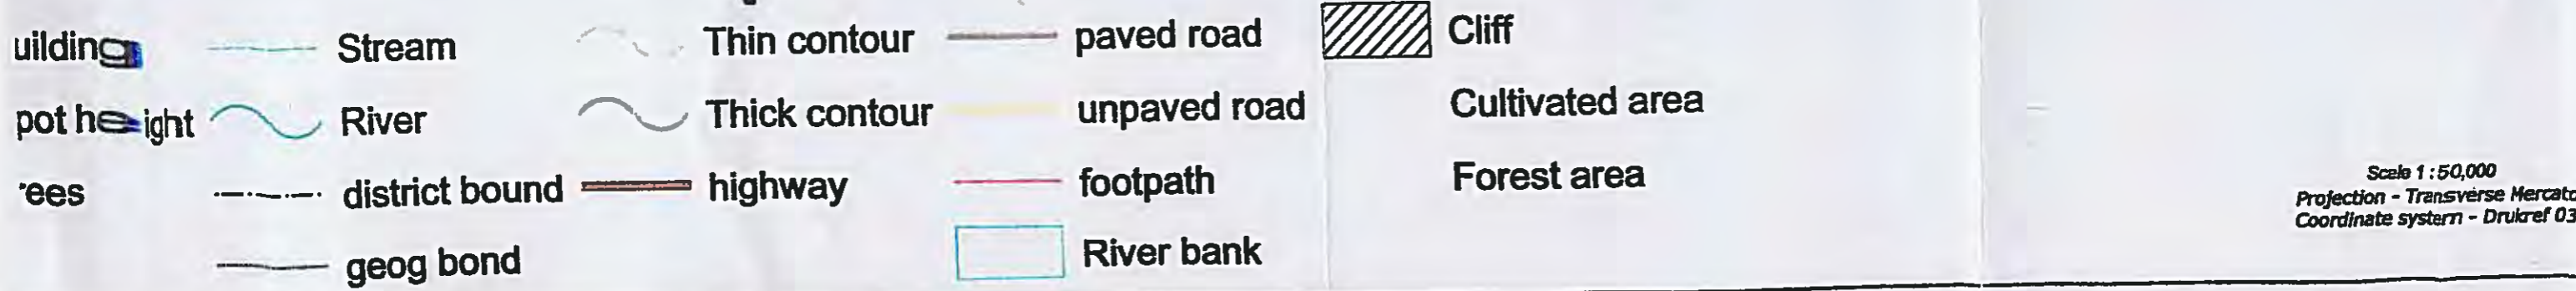 uilding
Stream
Thin contour
paved road
Cliff
pot height
River
Thick contour
unpaved road
Cultivated area
ees
district bound
highway
footpath
Forest area
geog bond
River bank
Scele 1 : 50,000
Projection - Transverse Mercato
Coordinate system - Drukref 03